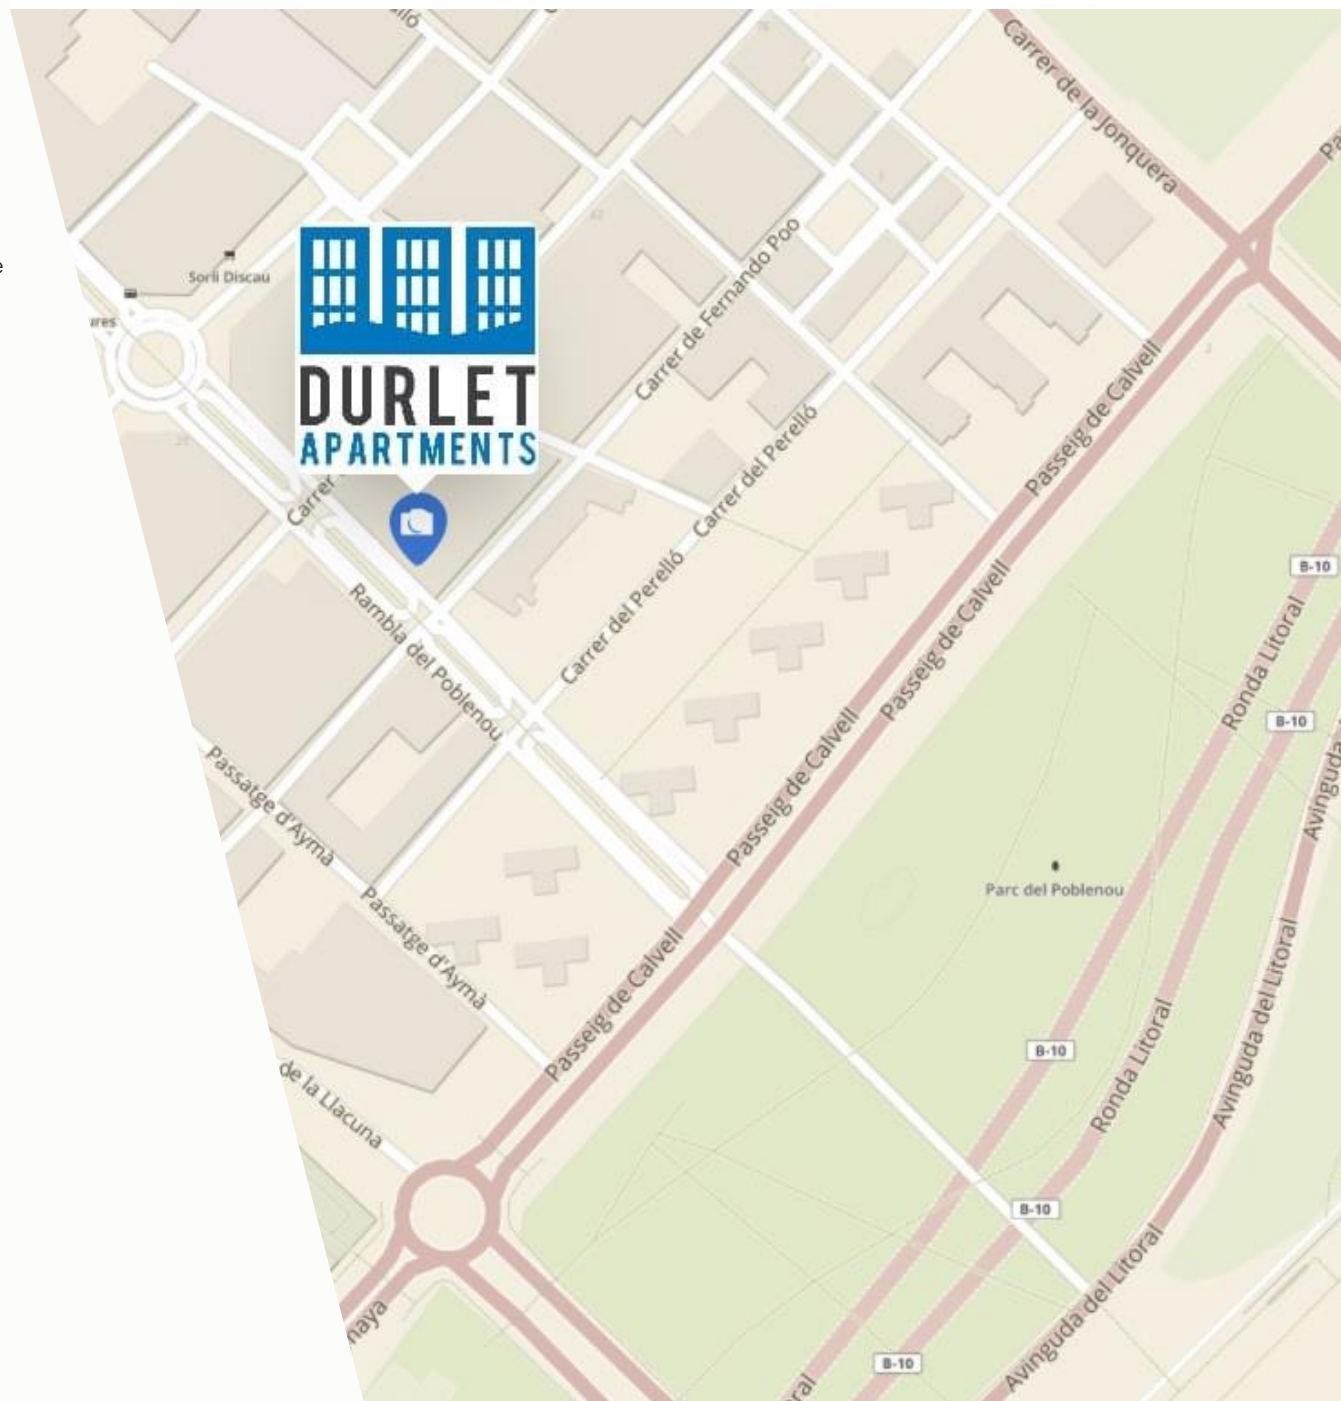 Carrer de la Jonquera
e
Sorli Discau
DURLET
APARTMENTS
Carrer
Carrer de Fernando Poo
Carrer del Perelló
Carrer del Perelló
Passeig de Calvell
Passeig de Calvell
Passeig de Calvell
Passeig de Calvell
Rambla del Poblenou
Passatge d'Aymà
Passatge d'Aymà
de la Llacuna
B-10
Ronda Litoral
B-10
Avinguda
Parc del Poblenou
Avinguda del Litoral
B-10
Ronda Litoral
B-10
Avinguda del Litoral
B-10